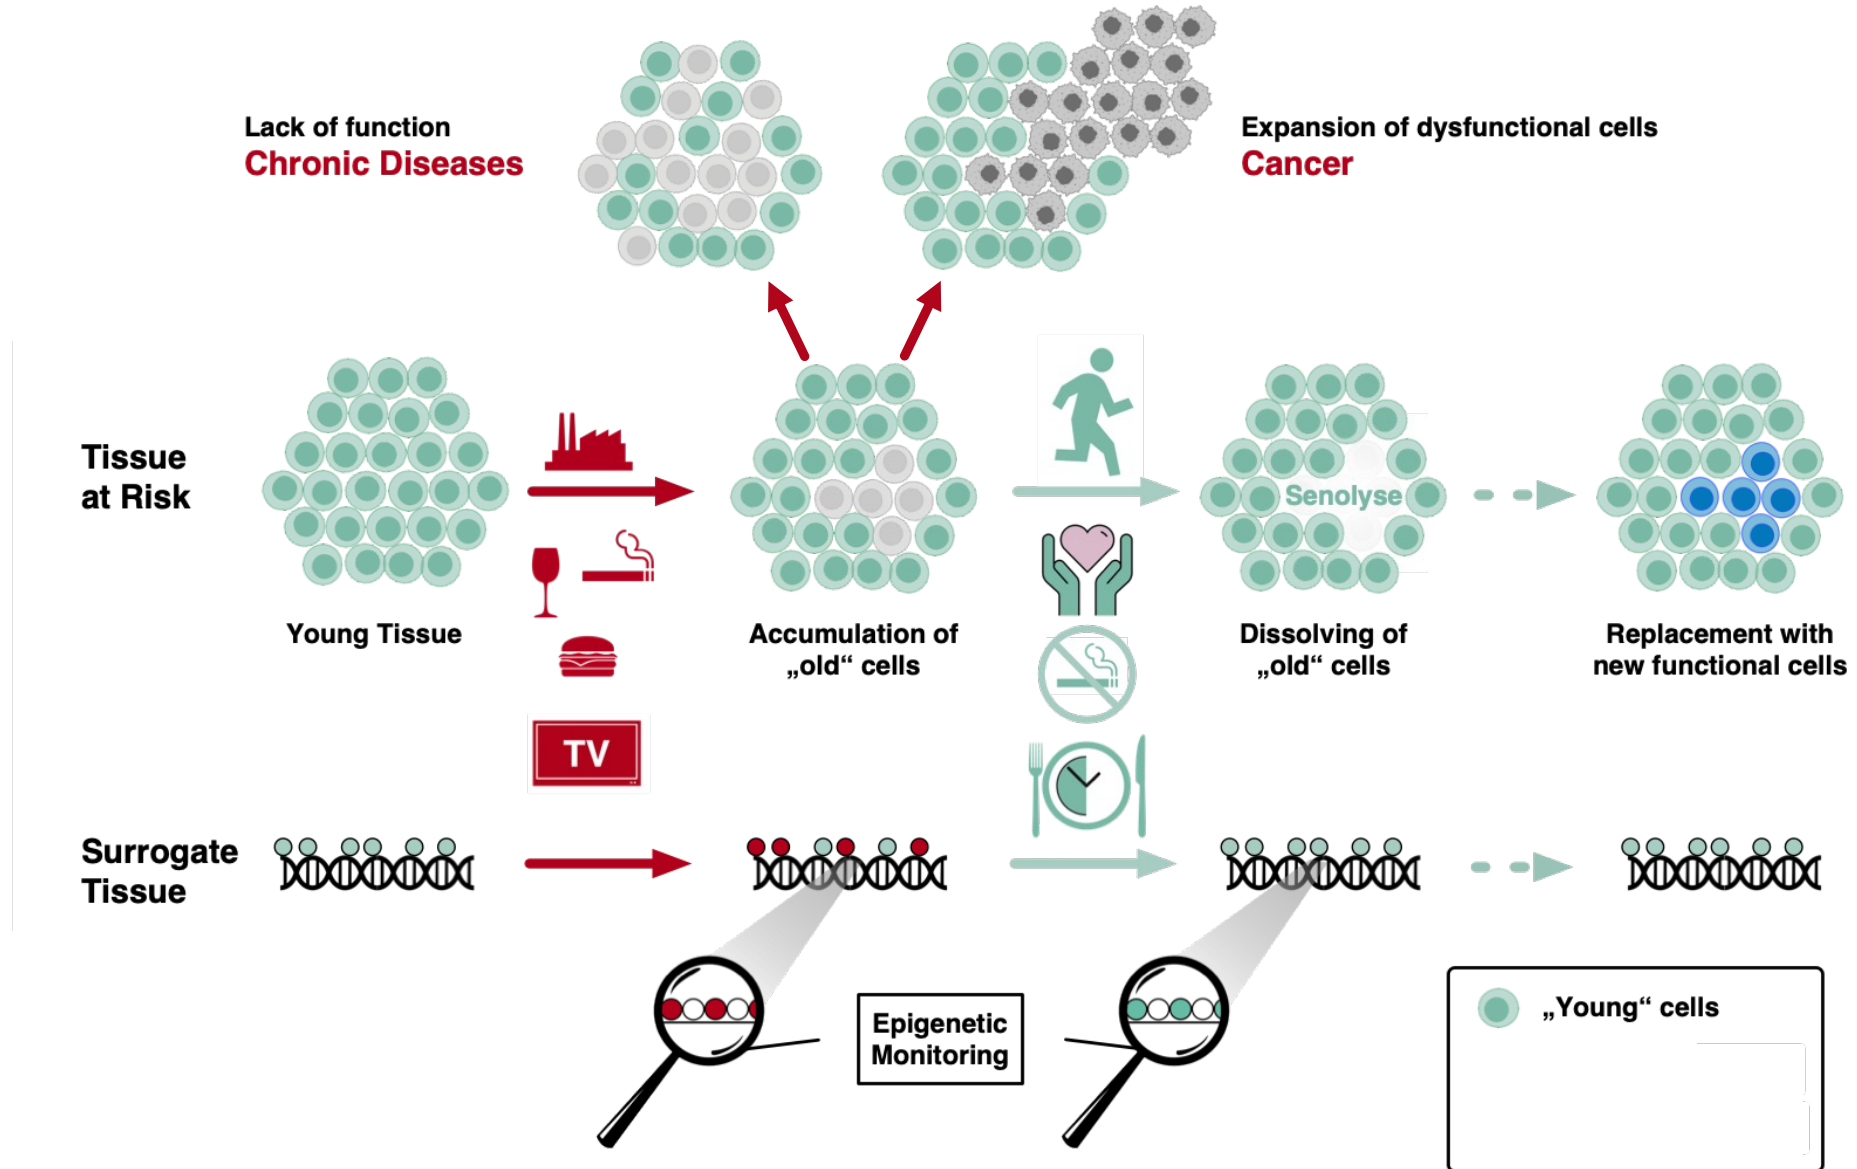 Lack of function
Chronic Diseases
Expansion of dysfunctional cells
Cancer
Tissue
at Risk
Senolyse
Young Tissue
Accumulation of
„old“ cells
Dissolving of
„old“ cells
Replacement with
new functional cells
TV
Surrogate
Tissue
Epigenetic
Monitoring
„Young“ cells